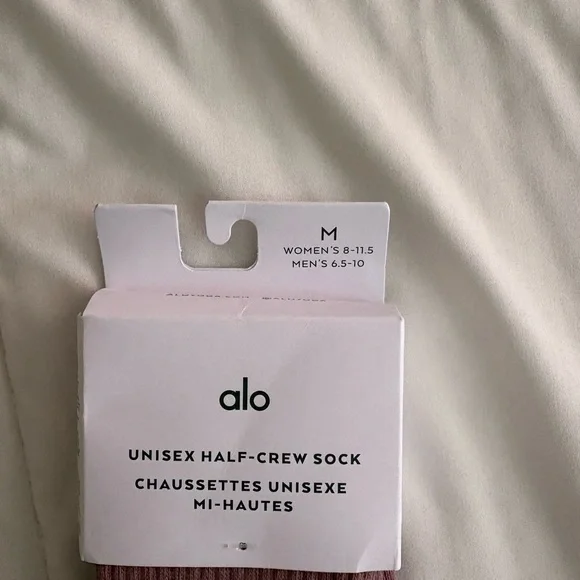 M
WOMEN'S 8-11.5
MEN'S 6.5-10
alo
UNISEX HALF-CREW SOCK
CHAUSSETTES UNISEXE
MI-HAUTES